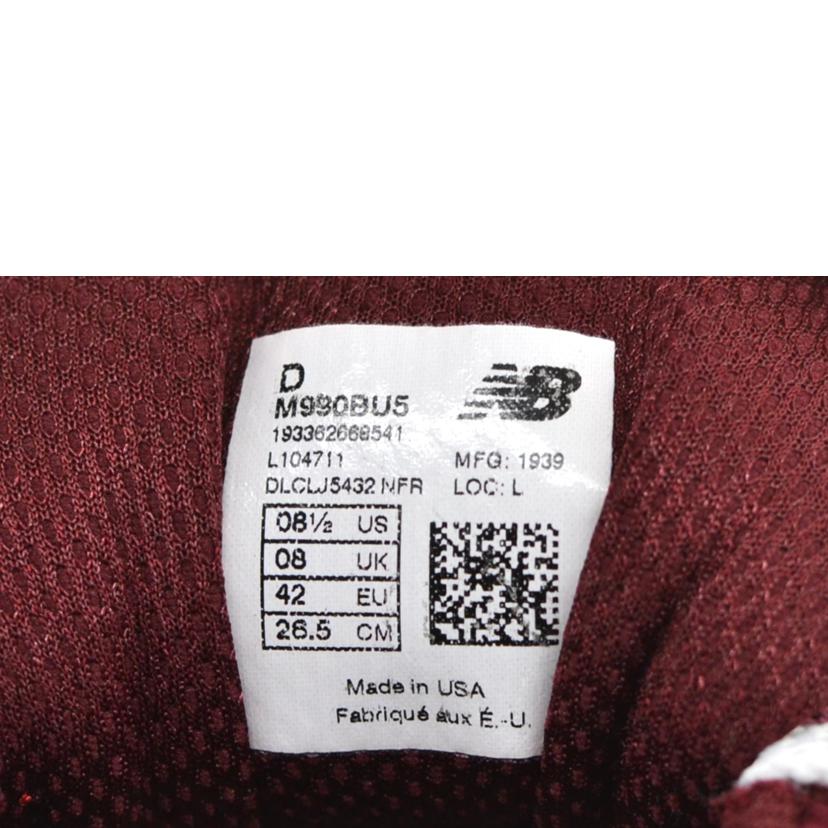 D
NB
M990BU5
193362668541
L104711 MFG: 1939
DLCLJ5432 NFR LOC: L
08½ US
08 UK
42 EU
26.5 CM
Made in USA
Fabriqué aux É.-U.